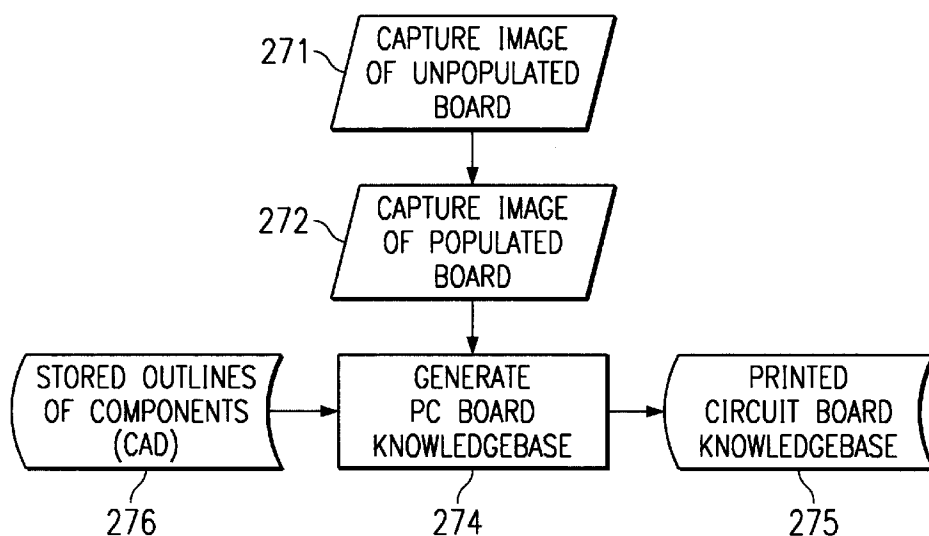 271
CAPTURE IMAGE
OF UNPOPULATED
BOARD
272
CAPTURE IMAGE
OF POPULATED
BOARD
STORED OUTLINES
OF COMPONENTS
(CAD)
276
GENERATE
PC BOARD
KNOWLEDGEBASE
274
PRINTED
CIRCUIT BOARD
KNOWLEDGEBASE
275